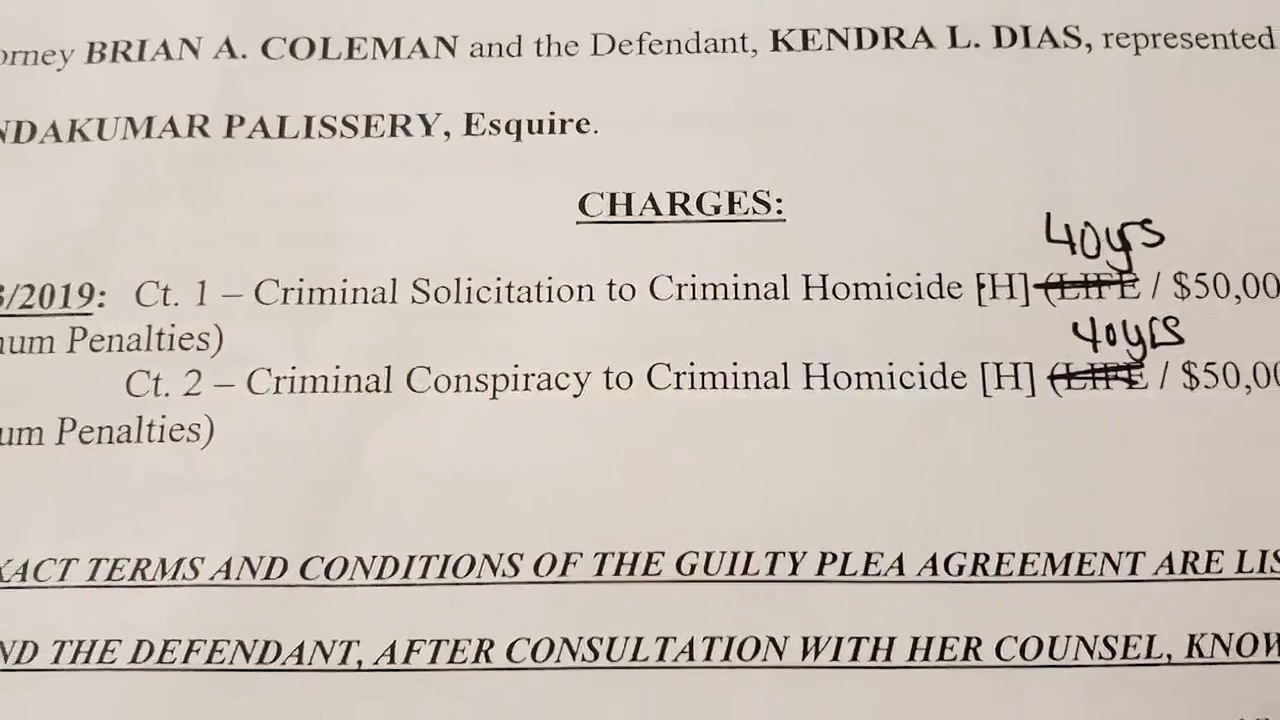 orney BRIAN A. COLEMAN and the Defendant, KENDRA L. DIAS, represented
NDAKUMAR PALISSERY, Esquire.
CHARGES:
40yrs
3/2019: Ct. 1 – Criminal Solicitation to Criminal Homicide [H] (LIFE / $50,00
num Penalties)
40yrs
Ct. 2 – Criminal Conspiracy to Criminal Homicide [H] (LIFE / $50,00
um Penalties)
XACT TERMS AND CONDITIONS OF THE GUILTY PLEA AGREEMENT ARE LIS
ND THE DEFENDANT, AFTER CONSULTATION WITH HER COUNSEL, KNOW